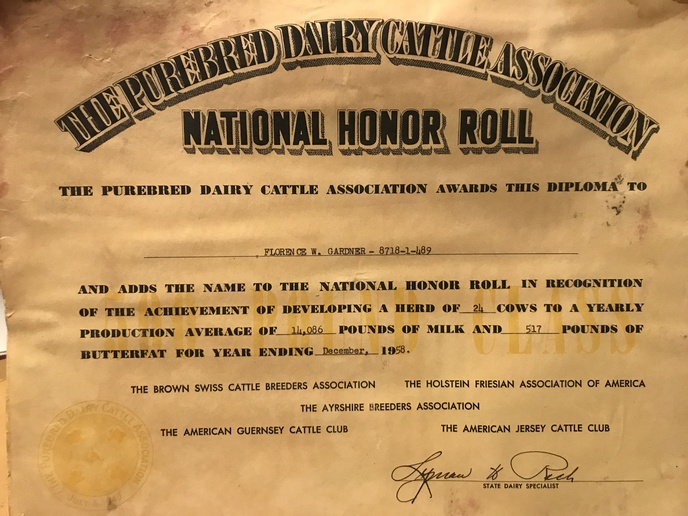 THE PUREBRED DAIRY CATTLE ASSOCIATION
NATIONAL HONOR ROLL
THE PUREBRED DAIRY CATTLE ASSOCIATION AWARDS THIS DIPLOMA TO
FLORENCE W. GARDNER - 8718-1-489
AND ADDS THE NAME TO THE NATIONAL HONOR ROLL IN RECOGNITION
OF THE ACHIEVEMENT OF DEVELOPING A HERD OF 24 COWS TO A YEARLY
PRODUCTION AVERAGE OF 14,086 POUNDS OF MILK AND 517 POUNDS OF
BUTTERFAT FOR YEAR ENDING December, 1958.
THE BROWN SWISS CATTLE BREEDERS ASSOCIATION THE HOLSTEIN FRIESIAN ASSOCIATION OF AMERICA
THE AYRSHIRE BREEDERS ASSOCIATION
THE AMERICAN GUERNSEY CATTLE CLUB THE AMERICAN JERSEY CATTLE CLUB
Lyman H Rich
STATE DAIRY SPECIALIST